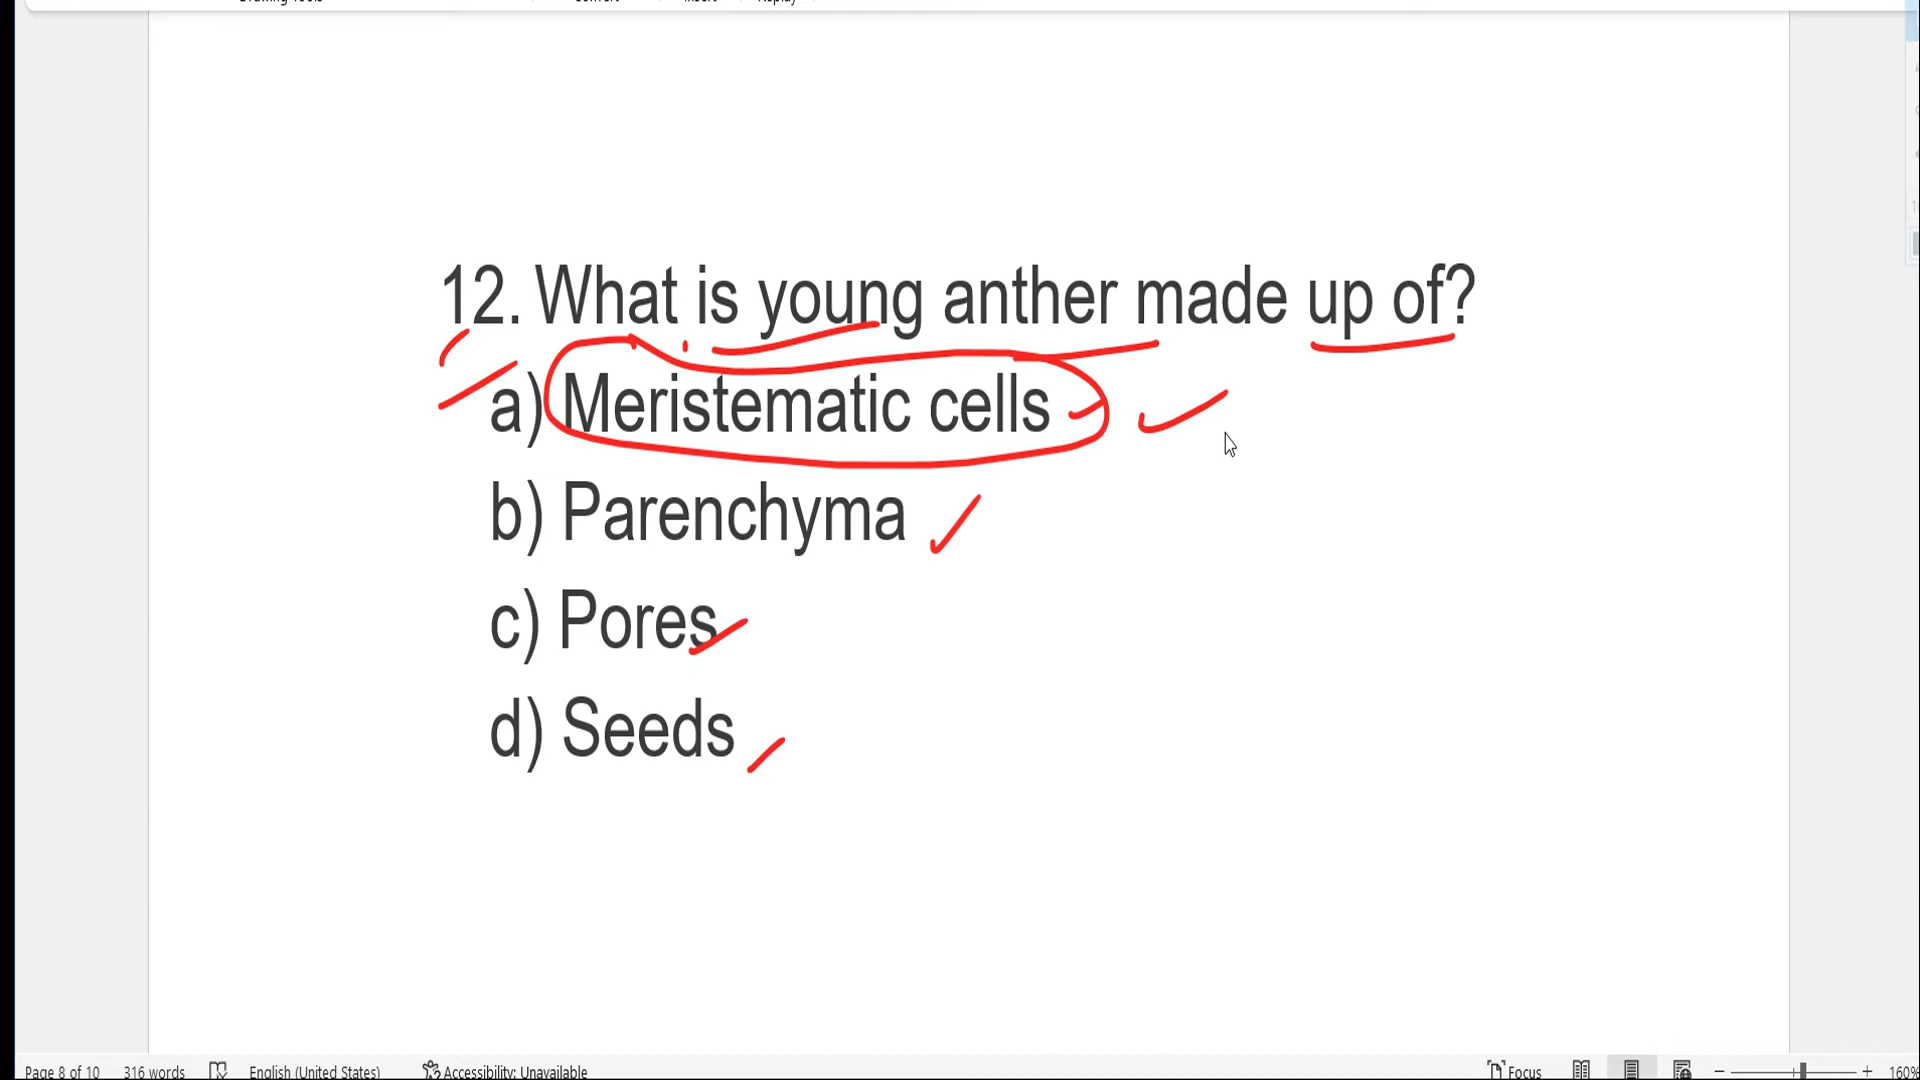 12. What is young anther made up of?
a) Meristematic cells
b) Parenchyma
c) Pores
d) Seeds
Page 8 of 10 316 words English (United States) Accessibility: Unavailable Focus 160%